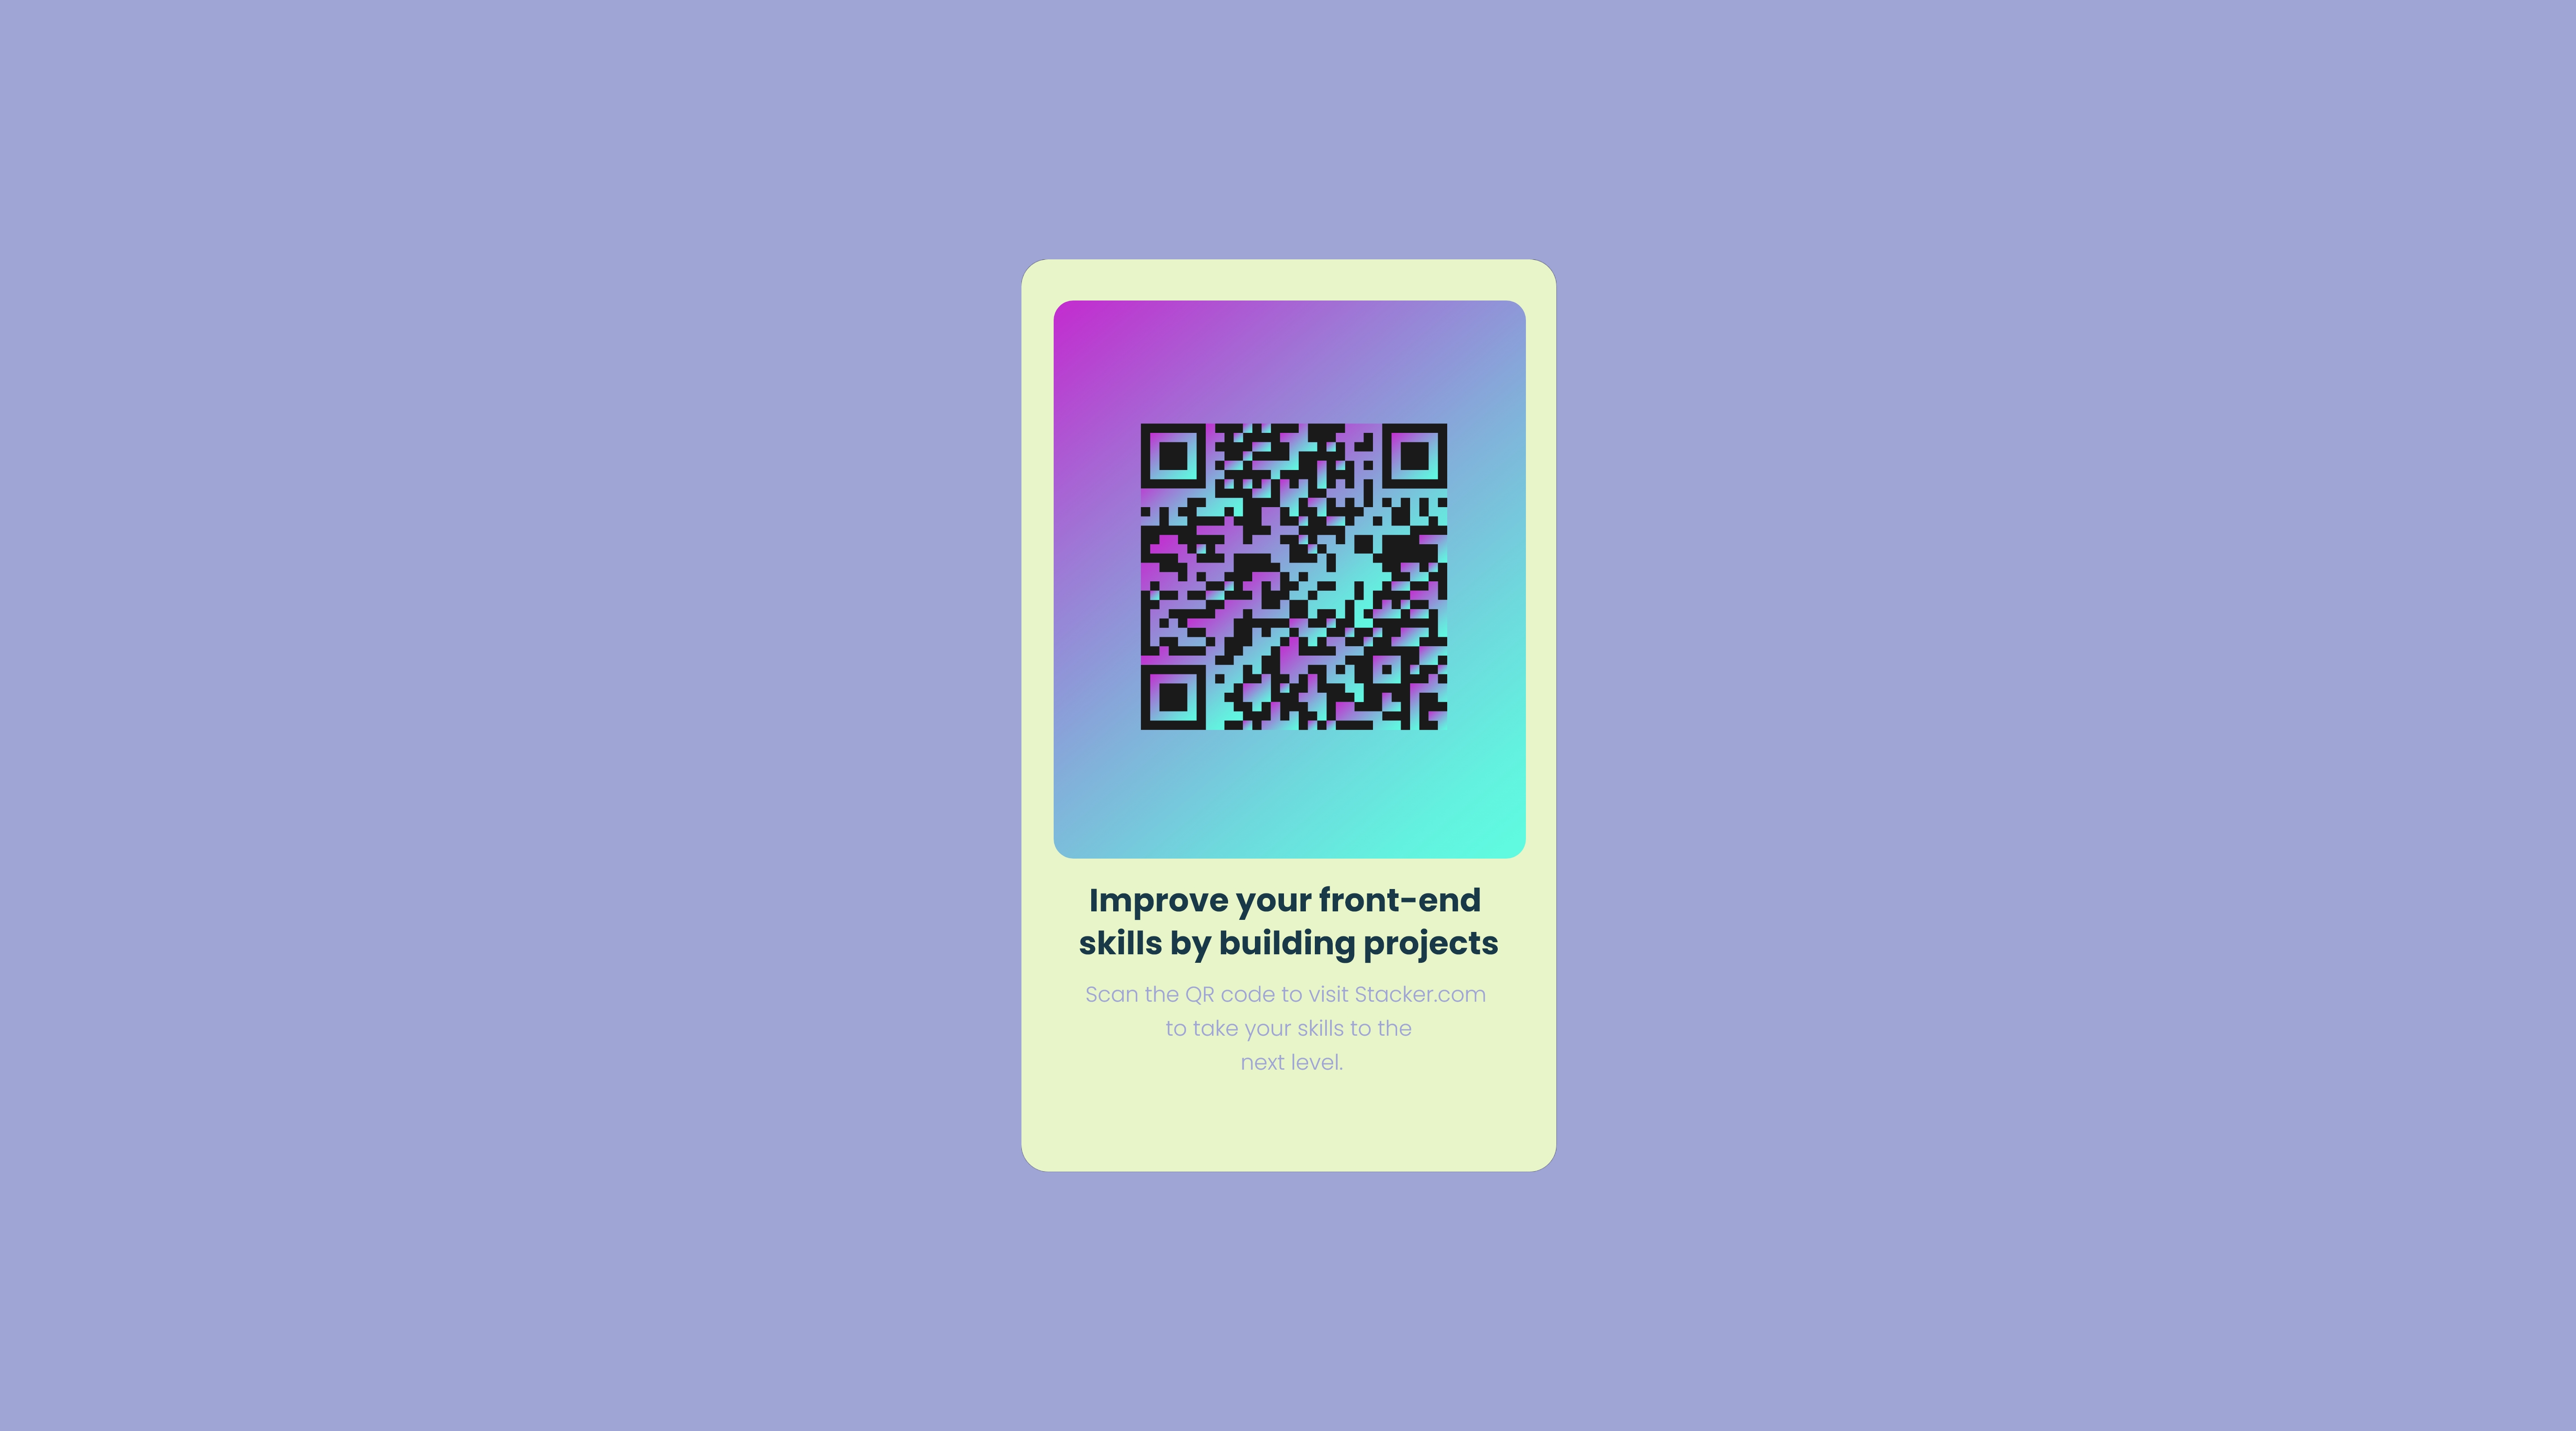 Improve your front-end
skills by building projects
Scan the QR code to visit Stacker.com
to take your skills to the
next level.